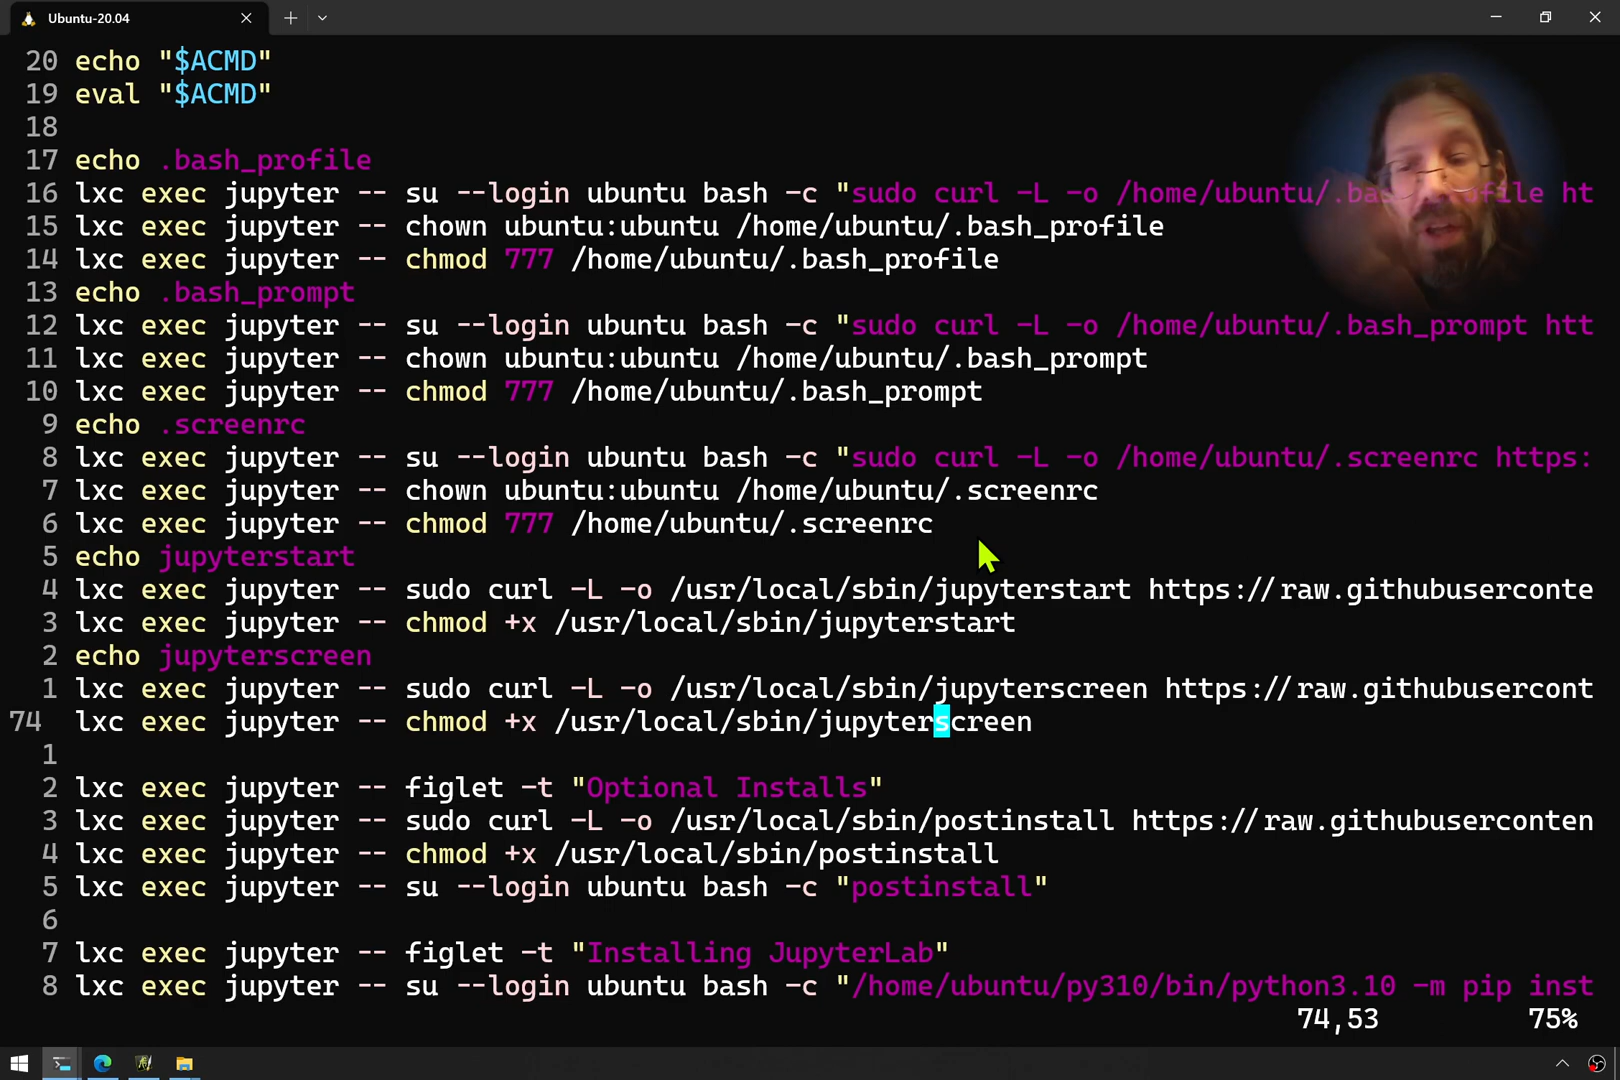 Ubuntu-20.04
20 echo "$ACMD"
19 eval "$ACMD"
18
17 echo .bash_profile
16 lxc exec jupyter -- su --login ubuntu bash -c "sudo curl -L -o /home/ubuntu/.bash_profile ht
15 lxc exec jupyter -- chown ubuntu:ubuntu /home/ubuntu/.bash_profile
14 lxc exec jupyter -- chmod 777 /home/ubuntu/.bash_profile
13 echo .bash_prompt
12 lxc exec jupyter -- su --login ubuntu bash -c "sudo curl -L -o /home/ubuntu/.bash_prompt htt
11 lxc exec jupyter -- chown ubuntu:ubuntu /home/ubuntu/.bash_prompt
10 lxc exec jupyter -- chmod 777 /home/ubuntu/.bash_prompt
9 echo .screenrc
8 lxc exec jupyter -- su --login ubuntu bash -c "sudo curl -L -o /home/ubuntu/.screenrc https:
7 lxc exec jupyter -- chown ubuntu:ubuntu /home/ubuntu/.screenrc
6 lxc exec jupyter -- chmod 777 /home/ubuntu/.screenrc
5 echo jupyterstart
4 lxc exec jupyter -- sudo curl -L -o /usr/local/sbin/jupyterstart https://raw.githubuserconte
3 lxc exec jupyter -- chmod +x /usr/local/sbin/jupyterstart
2 echo jupyterscreen
1 lxc exec jupyter -- sudo curl -L -o /usr/local/sbin/jupyterscreen https://raw.githubusercont
74 lxc exec jupyter -- chmod +x /usr/local/sbin/jupyterscreen
1
2 lxc exec jupyter -- figlet -t "Optional Installs"
3 lxc exec jupyter -- sudo curl -L -o /usr/local/sbin/postinstall https://raw.githubuserconten
4 lxc exec jupyter -- chmod +x /usr/local/sbin/postinstall
5 lxc exec jupyter -- su --login ubuntu bash -c "postinstall"
6
7 lxc exec jupyter -- figlet -t "Installing JupyterLab"
8 lxc exec jupyter -- su --login ubuntu bash -c "/home/ubuntu/py310/bin/python3.10 -m pip inst
74,53 75%